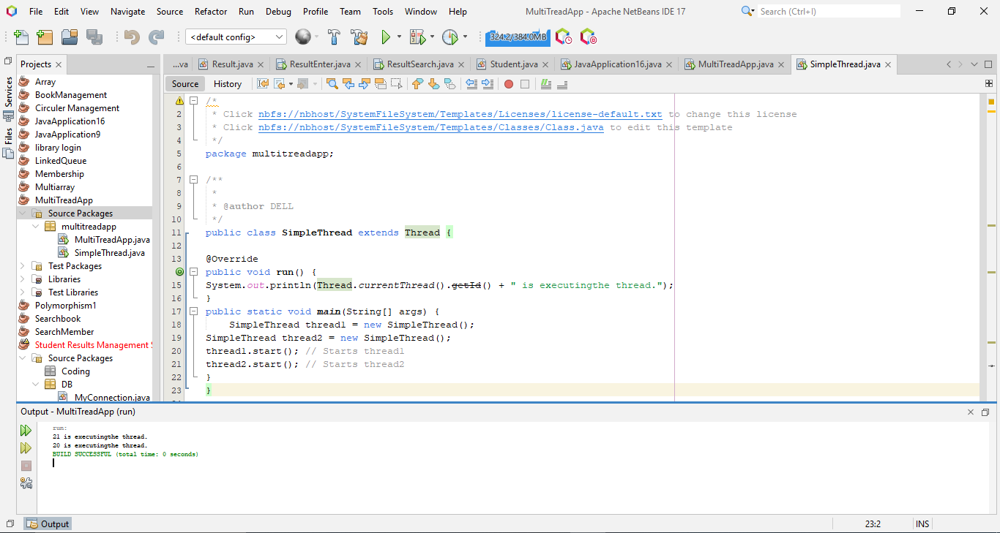 File Edit View Navigate Source Refactor Run Debug Profile Team Tools Window Help MultiTreadApp - Apache NetBeans IDE 17 Search (Ctrl+I)
<default config> 324.2/384.0MB
Projects
...va Result.java ResultEnter.java ResultSearch.java Student.java JavaApplication16.java MultiTreadApp.java SimpleThread.java
Source History
Services
Files
Array
BookManagement
Circuler Management
JavaApplication16
JavaApplication9
library login
LinkedQueue
Membership
Multiarray
MultiTreadApp
Source Packages
multitreadapp
MultiTreadApp.java
SimpleThread.java
Test Packages
Libraries
Test Libraries
Polymorphism1
Searchbook
SearchMember
Student Results Management
Source Packages
Coding
DB
MyConnection.java
/*
2 * Click nbfs://nbhost/SystemFileSystem/Templates/Licenses/license-default.txt to change this license
3 * Click nbfs://nbhost/SystemFileSystem/Templates/Classes/Class.java to edit this template
4 */
5 package multitreadapp;
6
7 /**
8 *
9 * @author DELL
10 */
11 public class SimpleThread extends Thread {
12
13 @Override
public void run() {
15 System.out.println(Thread.currentThread().getId() + " is executingthe thread.");
16 }
17 public static void main(String[] args) {
18 SimpleThread thread1 = new SimpleThread();
19 SimpleThread thread2 = new SimpleThread();
20 thread1.start(); // Starts thread1
21 thread2.start(); // Starts thread2
22 }
23 }
Output - MultiTreadApp (run)
run:
21 is executingthe thread.
20 is executingthe thread.
BUILD SUCCESSFUL (total time: 0 seconds)
Output 23:2 INS